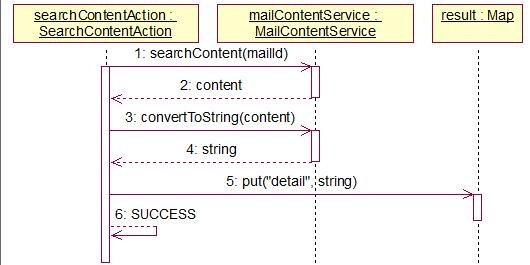 searchContentAction :
SearchContentAction
mailContentService :
MailContentService
result : Map
1: searchContent(mailId)
2: content
3: convertToString(content)
4: string
5: put("detail", string)
6: SUCCESS